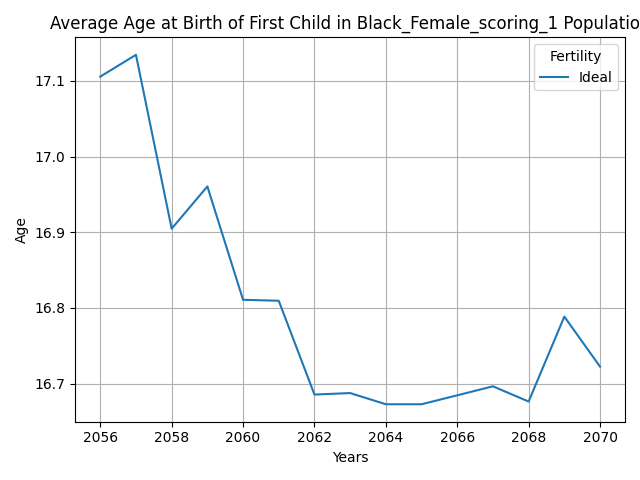 Average Age at Birth of First Child in Black_Female_scoring_1 Populatio
Fertility
Ideal
17.1
17.0
16.9
16.8
16.7
Age
2056 2058 2060 2062 2064 2066 2068 2070
Years